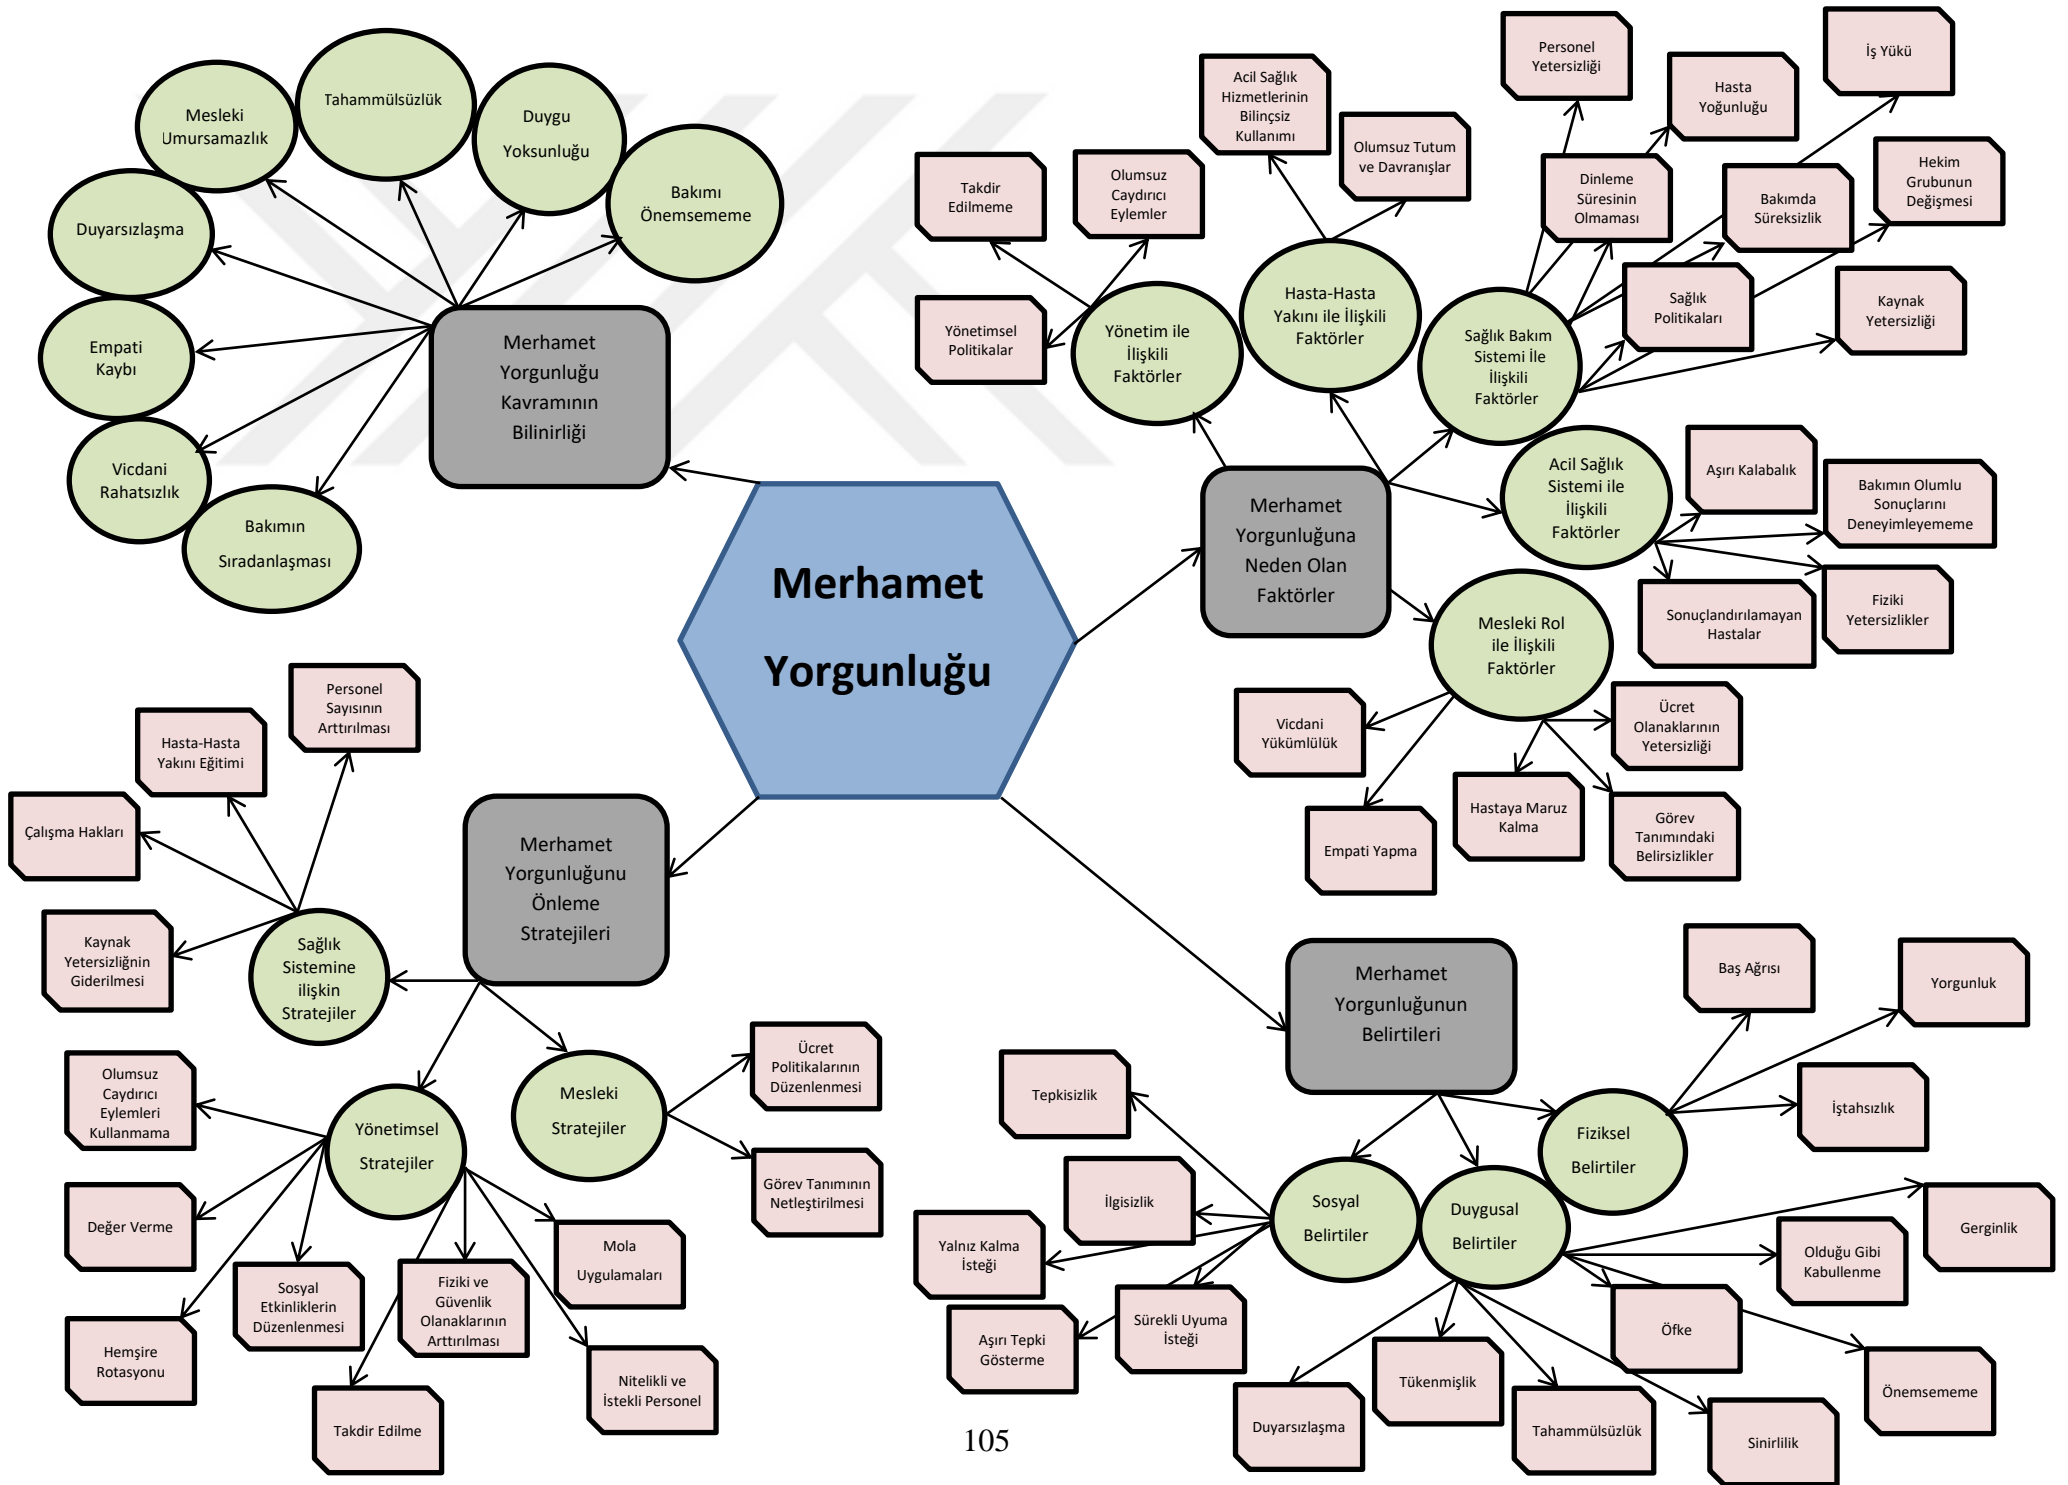 Merhamet
Yorgunluğu
Merhamet
Yorgunluğu
Kavramının
Bilinirliği
Bakımı
Önemsememe
Duygu
Yoksunluğu
Tahammülsüzlük
Mesleki
Umursamazlık
Duyarsızlaşma
Empati
Kaybı
Vicdani
Rahatsızlık
Bakımın
Sıradanlaşması
Merhamet
Yorgunluğuna
Neden Olan
Faktörler
Yönetim ile
İlişkili
Faktörler
Takdir
Edilmeme
Olumsuz
Caydırıcı
Eylemler
Yönetimsel
Politikalar
Hasta-Hasta
Yakını ile İlişkili
Faktörler
Acil Sağlık
Hizmetlerinin
Bilinçsiz
Kullanımı
Olumsuz Tutum
ve Davranışlar
Sağlık Bakım
Sistemi İle
İlişkili
Faktörler
Personel
Yetersizliği
Hasta
Yoğunluğu
İş Yükü
Dinleme
Süresinin
Olmaması
Bakımda
Süreksizlik
Hekim
Grubunun
Değişmesi
Sağlık
Politikaları
Kaynak
Yetersizliği
Acil Sağlık
Sistemi ile
İlişkili
Faktörler
Aşırı Kalabalık
Bakımın Olumlu
Sonuçlarını
Deneyimleyememe
Sonuçlandırılamayan
Hastalar
Fiziki
Yetersizlikler
Mesleki Rol
ile İlişkili
Faktörler
Vicdani
Yükümlülük
Empati Yapma
Hastaya Maruz
Kalma
Ücret
Olanaklarının
Yetersizliği
Görev
Tanımındaki
Belirsizlikler
Merhamet
Yorgunluğunu
Önleme
Stratejileri
Sağlık
Sistemine
ilişkin
Stratejiler
Personel
Sayısının
Arttırılması
Hasta-Hasta
Yakını Eğitimi
Çalışma Hakları
Kaynak
Yetersizliğnin
Giderilmesi
Yönetimsel
Stratejiler
Olumsuz
Caydırıcı
Eylemleri
Kullanmama
Değer Verme
Hemşire
Rotasyonu
Sosyal
Etkinliklerin
Düzenlenmesi
Takdir Edilme
Fiziki ve
Güvenlik
Olanaklarının
Arttırılması
Mola
Uygulamaları
Nitelikli ve
İstekli Personel
Mesleki
Stratejiler
Ücret
Politikalarının
Düzenlenmesi
Görev Tanımının
Netleştirilmesi
Merhamet
Yorgunluğunun
Belirtileri
Fiziksel
Belirtiler
Baş Ağrısı
Yorgunluk
İştahsızlık
Sosyal
Belirtiler
Tepkisizlik
İlgisizlik
Yalnız Kalma
İsteği
Aşırı Tepki
Gösterme
Sürekli Uyuma
İsteği
Duygusal
Belirtiler
Gerginlik
Olduğu Gibi
Kabullenme
Öfke
Önemsememe
Duyarsızlaşma
Tükenmişlik
Tahammülsüzlük
Sinirlilik
105